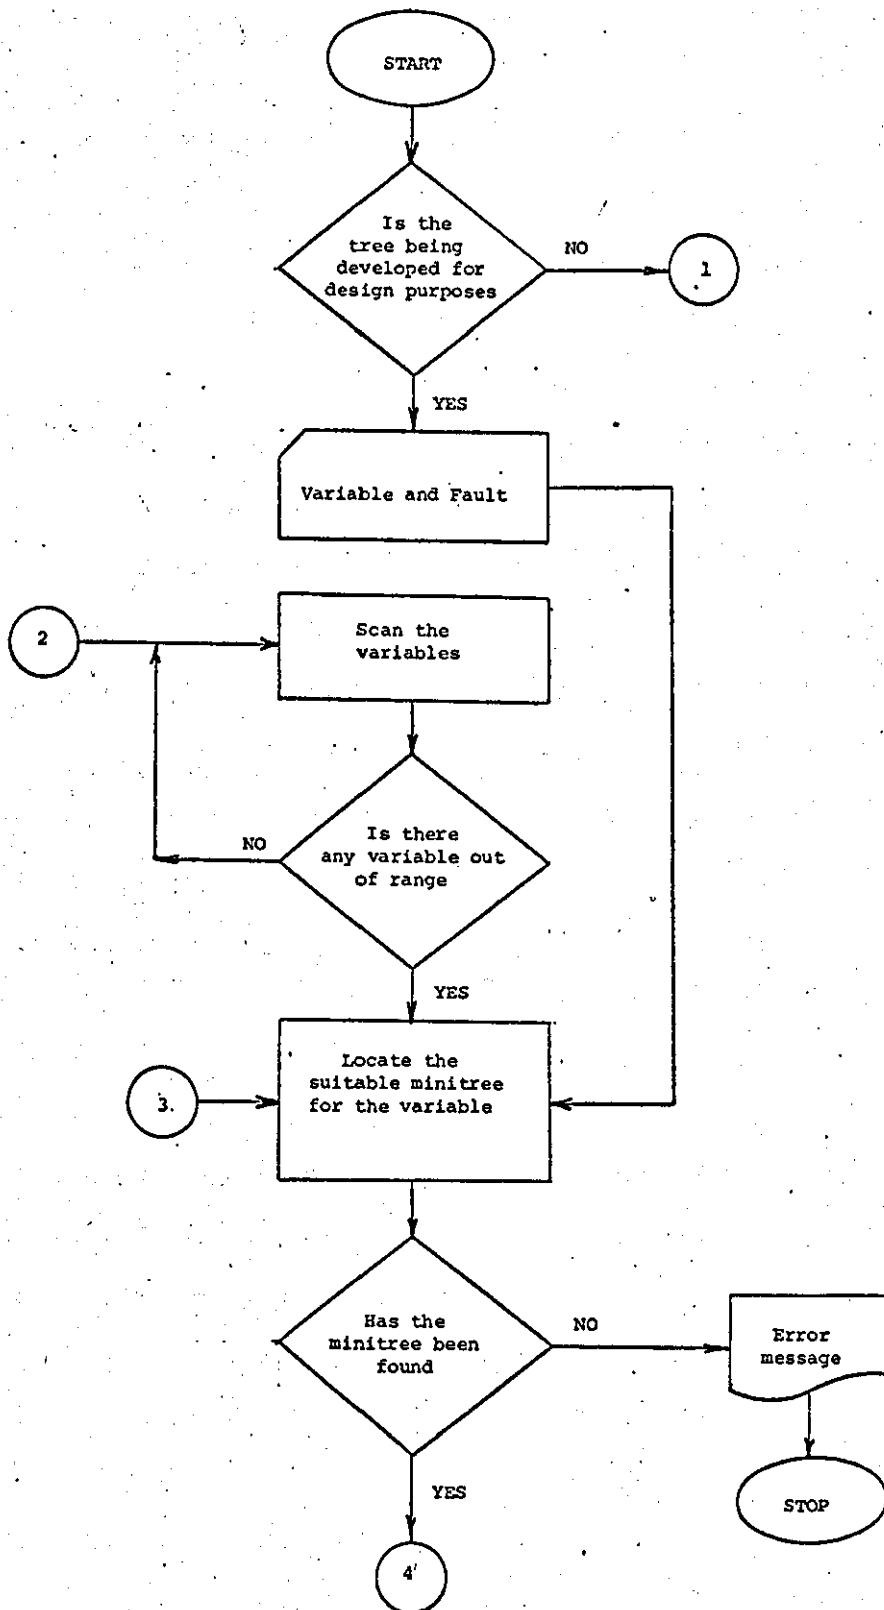 START
Is the
tree being
developed for
design purposes
NO
1
YES
Variable and Fault
2
Scan the
variables
NO
Is there
any variable out
of range
YES
3.
Locate the
suitable minitree
for the variable
Has the
minitree been
found
NO
Error
message
YES
STOP
4